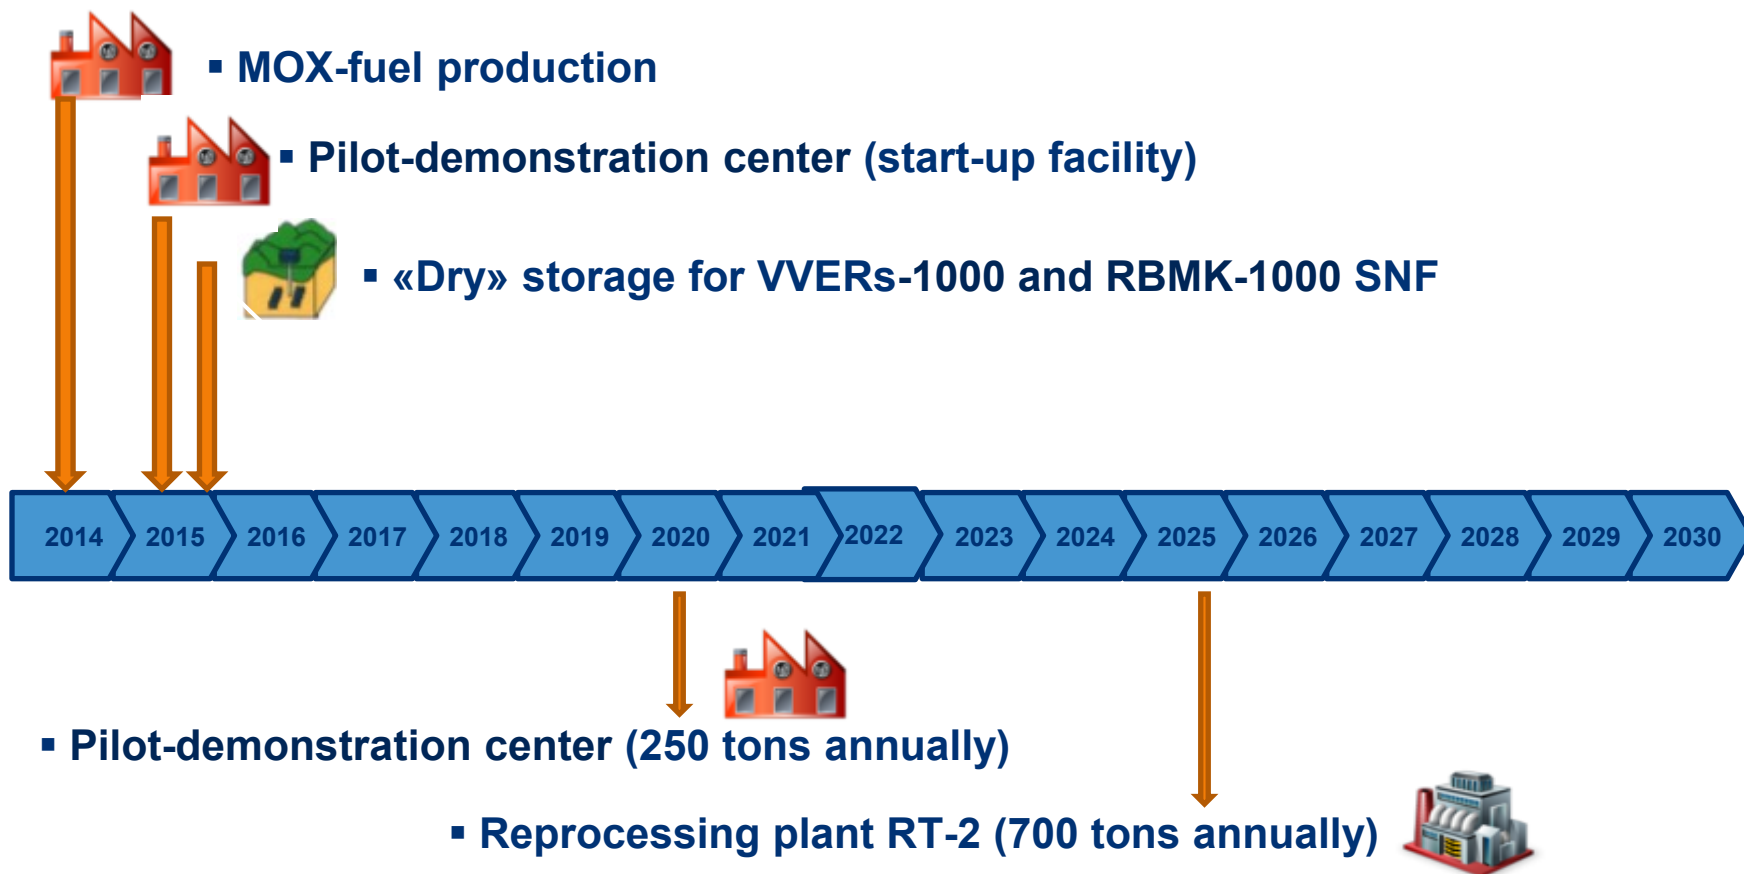 ▪ MOX-fuel production
▪ Pilot-demonstration center (start-up facility)
▪ «Dry» storage for VVERs-1000 and RBMK-1000 SNF
2014 2015 2016 2017 2018 2019 2020 2021 2022 2023 2024 2025 2026 2027 2028 2029 2030
▪ Pilot-demonstration center (250 tons annually)
▪ Reprocessing plant RT-2 (700 tons annually)